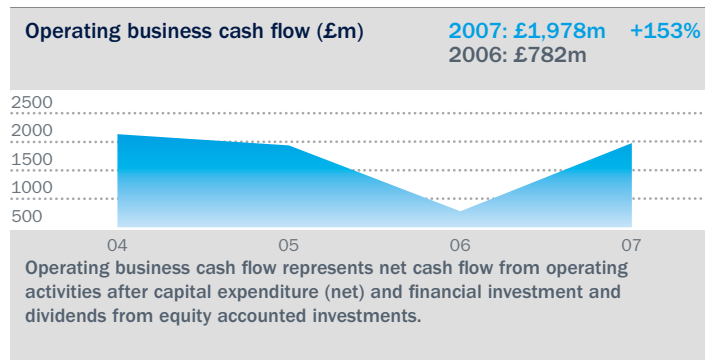 Operating business cash flow (£m) 2007: £1,978m +153%
2006: £782m
2500
2000
1500
1000
500
04 05 06 07
Operating business cash flow represents net cash flow from operating
activities after capital expenditure (net) and financial investment and
dividends from equity accounted investments.